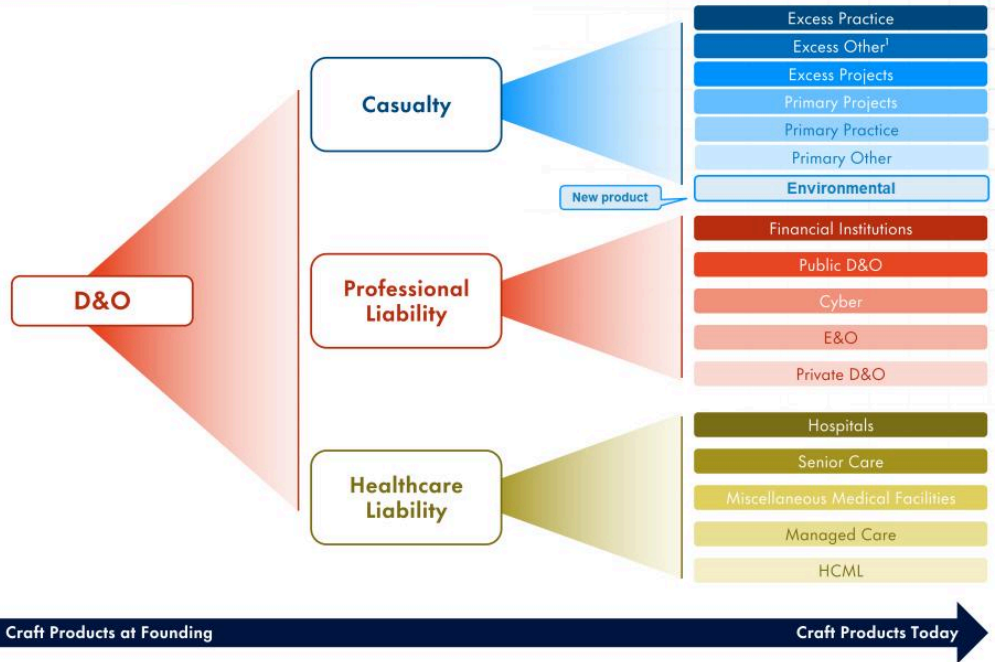 D&O
Casualty
Excess Practice
Excess Other¹
Excess Projects
Primary Projects
Primary Practice
Primary Other
New product
Environmental
Professional
Liability
Financial Institutions
Public D&O
Cyber
E&O
Private D&O
Healthcare
Liability
Hospitals
Senior Care
Miscellaneous Medical Facilities
Managed Care
HCML
Craft Products at Founding
Craft Products Today